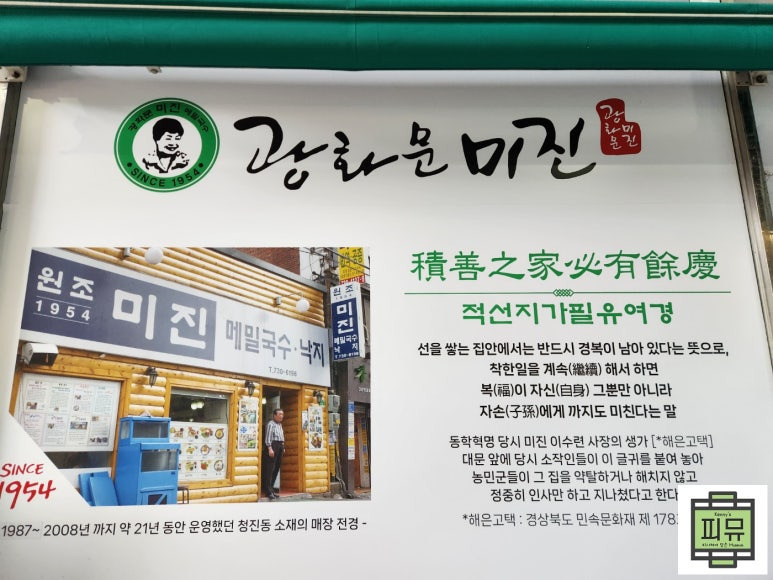 광화문 미진 메밀국수
SINCE 1954
광화문 미진
광화문
미진
원조
1954
미진
메밀국수·낙지
T.730-6198
원조
미진
메밀국수
낙지
SINCE
1954
1987~ 2008년 까지 약 21년 동안 운영했던 청진동 소재의 매장 전경 -
積善之家必有餘慶
적선지가필유여경
선을 쌓는 집안에서는 반드시 경복이 남아 있다는 뜻으로,
착한일을 계속(繼續) 해서 하면
복(福)이 자신(自身) 그뿐만 아니라
자손(子孫)에게 까지도 미친다는 말
동학혁명 당시 미진 이수련 사장의 생가 [*해은고택]
대문 앞에 당시 소작인들이 이 글귀를 붙여 놓아
농민군들이 그 집을 약탈하거나 해치지 않고
정중히 인사만 하고 지나쳤다고 한다
*해은고택 : 경상북도 민속문화재 제 178
피뮤